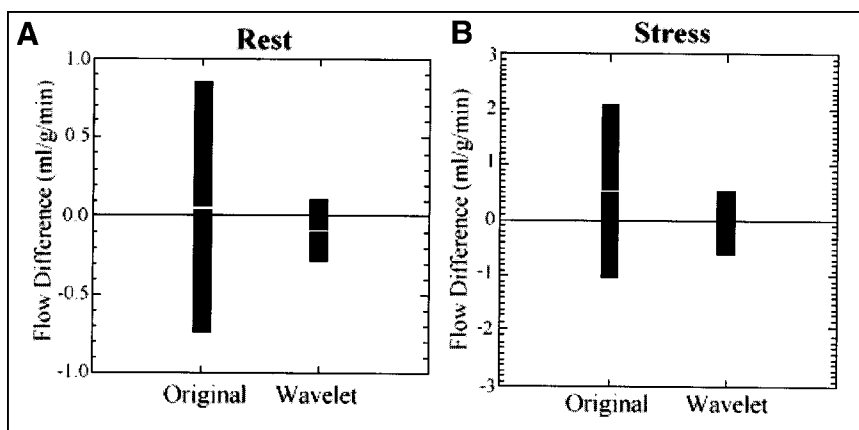 A
Rest
Flow Difference (ml/g/min)
1.0
0.5
0.0
-0.5
-1.0
Original Wavelet
B
Stress
Flow Difference (ml/g/min)
3
2
1
0
-1
-2
-3
Original Wavelet